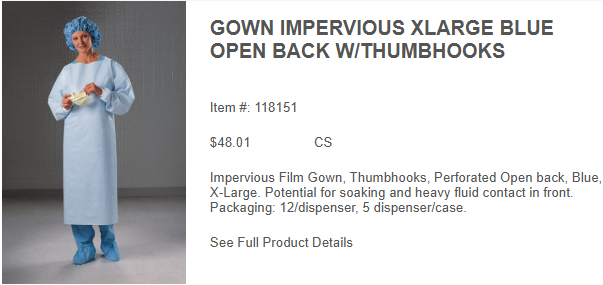 GOWN IMPERVIOUS XLARGE BLUE
OPEN BACK W/THUMBHOOKS
Item #: 118151
$48.01 CS
Impervious Film Gown, Thumbhooks, Perforated Open back, Blue,
X-Large. Potential for soaking and heavy fluid contact in front.
Packaging: 12/dispenser, 5 dispenser/case.
See Full Product Details